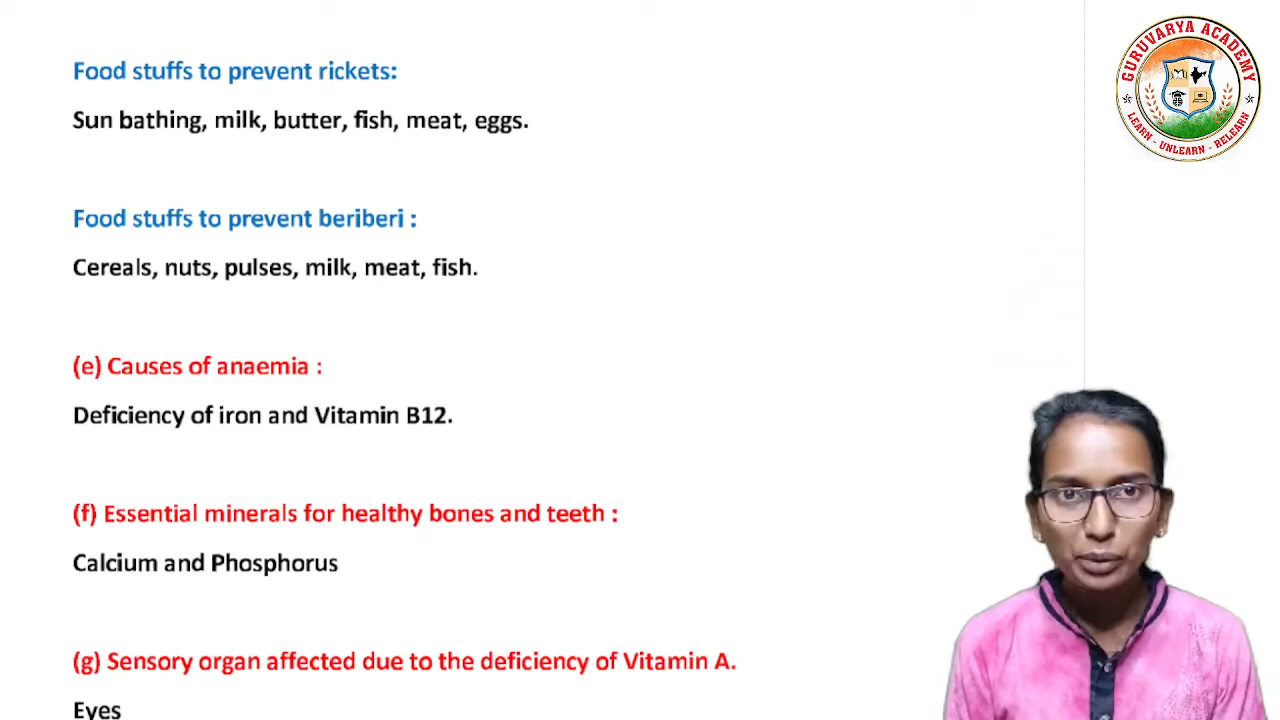 Food stuffs to prevent rickets:
Sun bathing, milk, butter, fish, meat, eggs.
Food stuffs to prevent beriberi :
Cereals, nuts, pulses, milk, meat, fish.
(e) Causes of anaemia :
Deficiency of iron and Vitamin B12.
(f) Essential minerals for healthy bones and teeth :
Calcium and Phosphorus
(g) Sensory organ affected due to the deficiency of Vitamin A.
Eyes
GURUVARYA ACADEMY
LEARN - UNLEARN - RELEARN